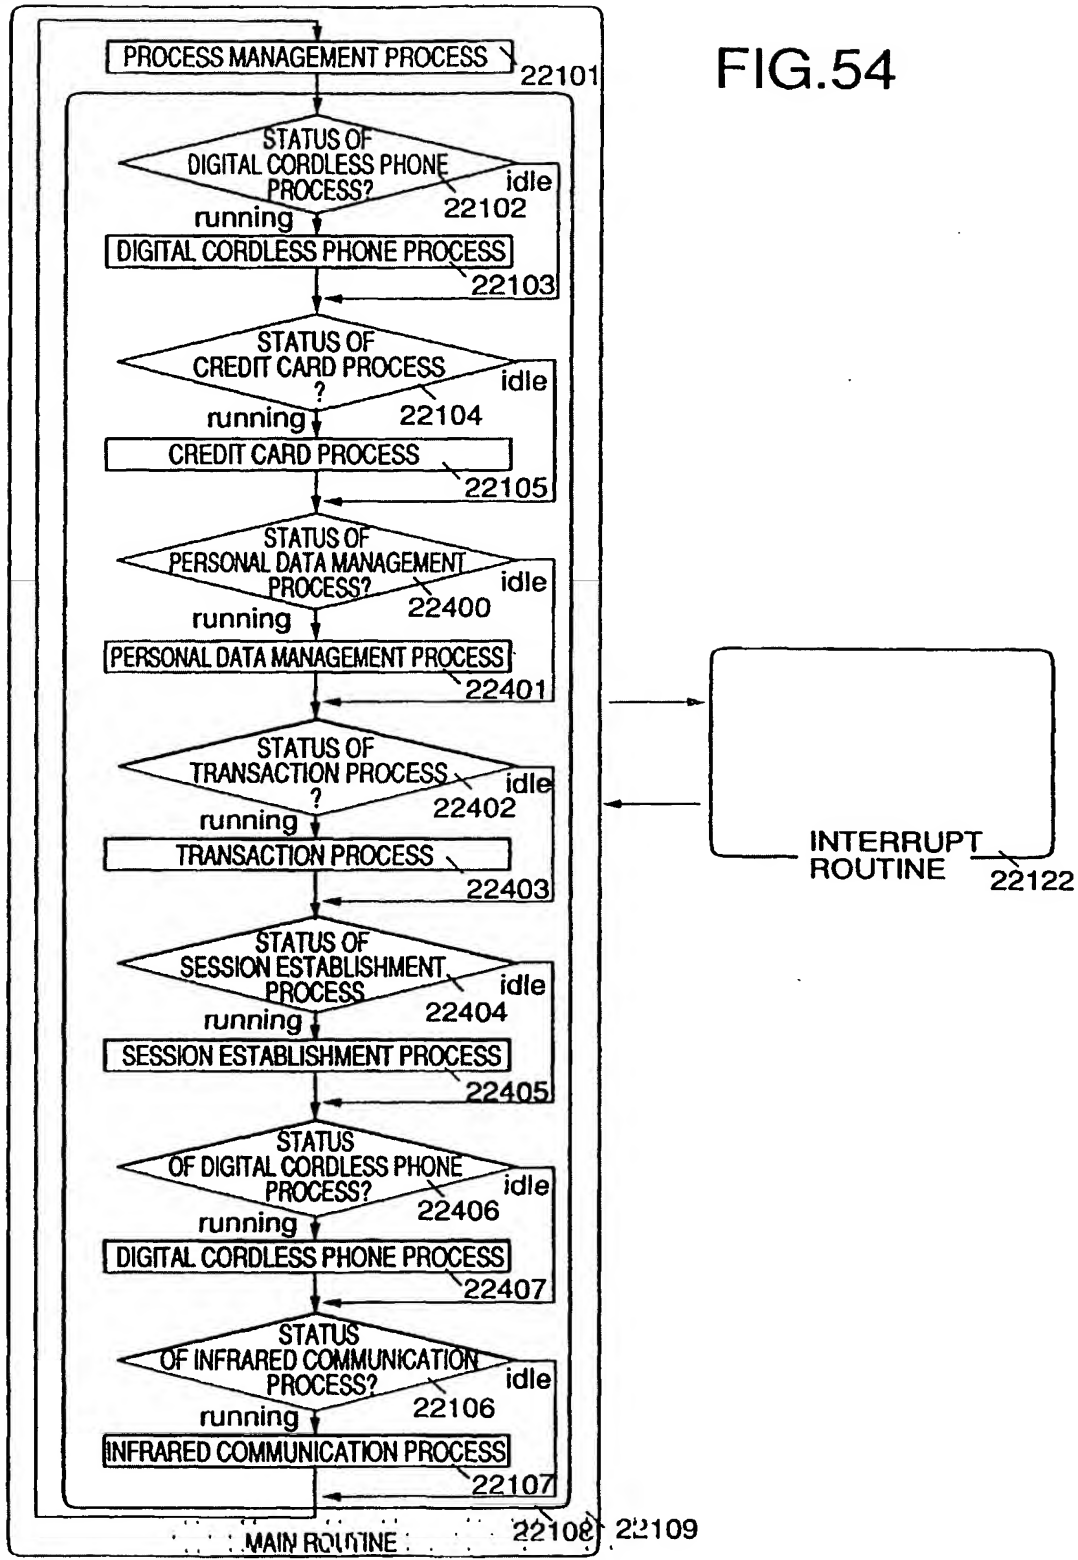 FIG.54
PROCESS MANAGEMENT PROCESS
22101
STATUS OF
DIGITAL CORDLESS PHONE
PROCESS?
idle
22102
running
DIGITAL CORDLESS PHONE PROCESS
22103
STATUS OF
CREDIT CARD PROCESS
?
idle
22104
running
CREDIT CARD PROCESS
22105
STATUS OF
PERSONAL DATA MANAGEMENT
PROCESS?
idle
22400
running
PERSONAL DATA MANAGEMENT PROCESS
22401
STATUS OF
TRANSACTION PROCESS
?
idle
22402
running
TRANSACTION PROCESS
22403
STATUS OF
SESSION ESTABLISHMENT
PROCESS
idle
22404
running
SESSION ESTABLISHMENT PROCESS
22405
STATUS
OF DIGITAL CORDLESS PHONE
PROCESS?
idle
22406
running
DIGITAL CORDLESS PHONE PROCESS
22407
STATUS
OF INFRARED COMMUNICATION
PROCESS?
idle
22106
running
INFRARED COMMUNICATION PROCESS
22107
22108
22109
MAIN ROUTINE
INTERRUPT
ROUTINE
22122